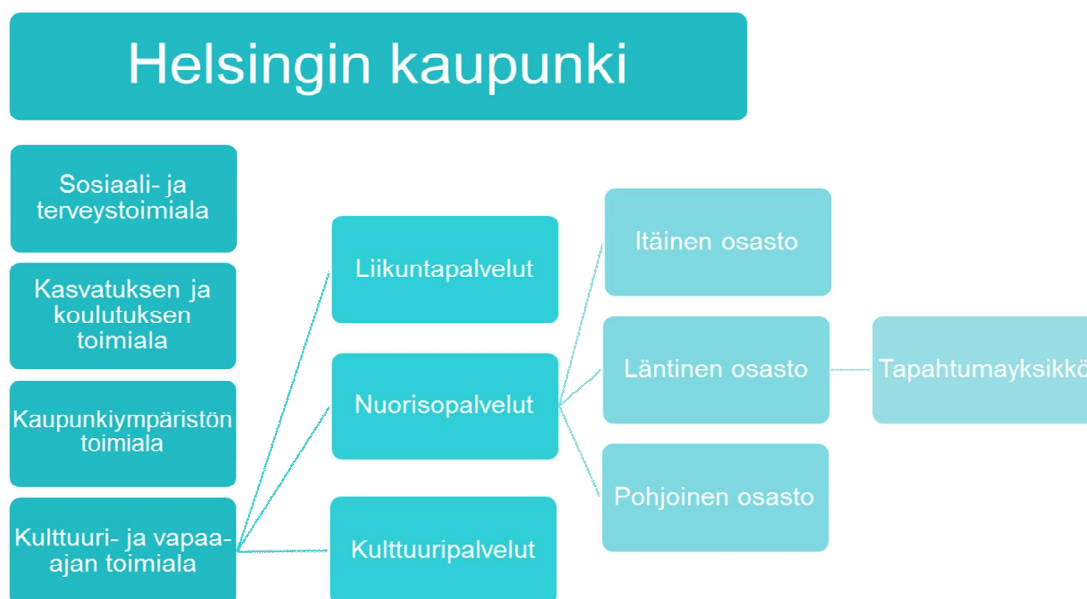 Helsingin kaupunki
Sosiaali- ja
terveystoimiala
Kasvatuksen ja
koulutuksen
toimiala
Kaupunkiympäristön
toimiala
Kulttuuri- ja vapaa-
ajan toimiala
Liikuntapalvelut
Nuorisopalvelut
Kulttuuripalvelut
Itäinen osasto
Läntinen osasto
Pohjoinen osasto
Tapahtumayksikkö